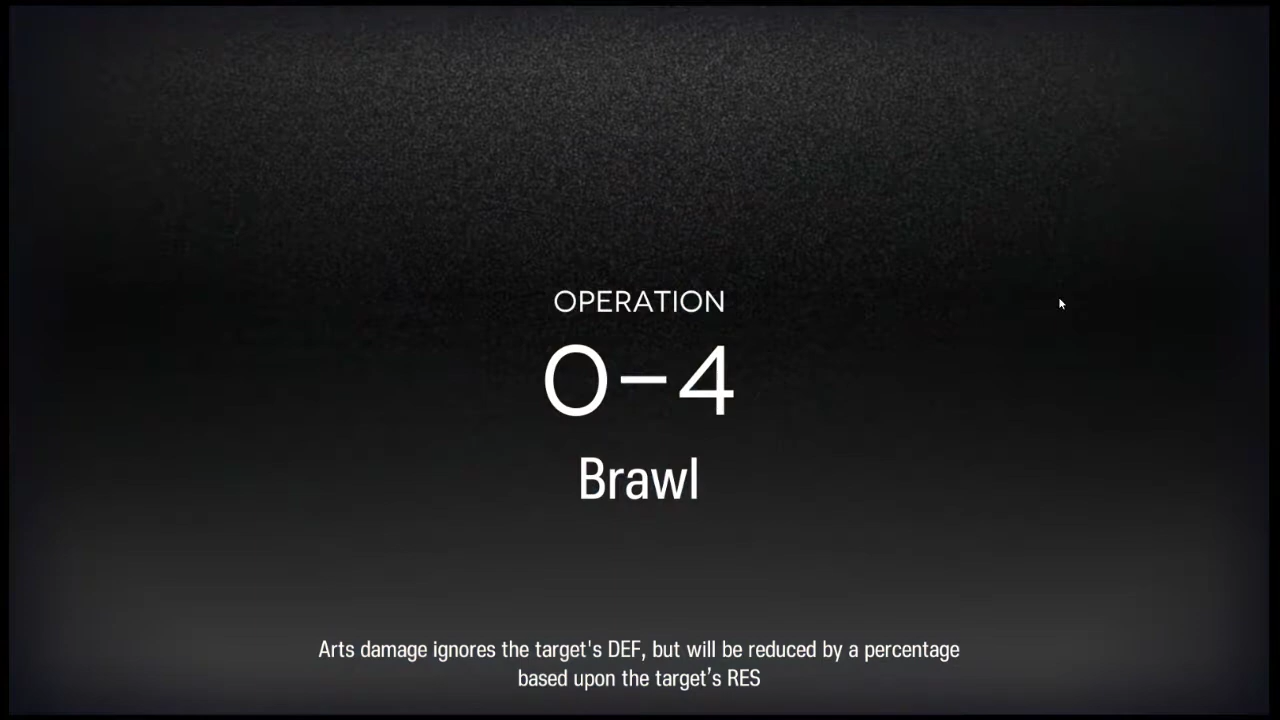 OPERATION
0-4
Brawl
Arts damage ignores the target's DEF, but will be reduced by a percentage
based upon the target's RES